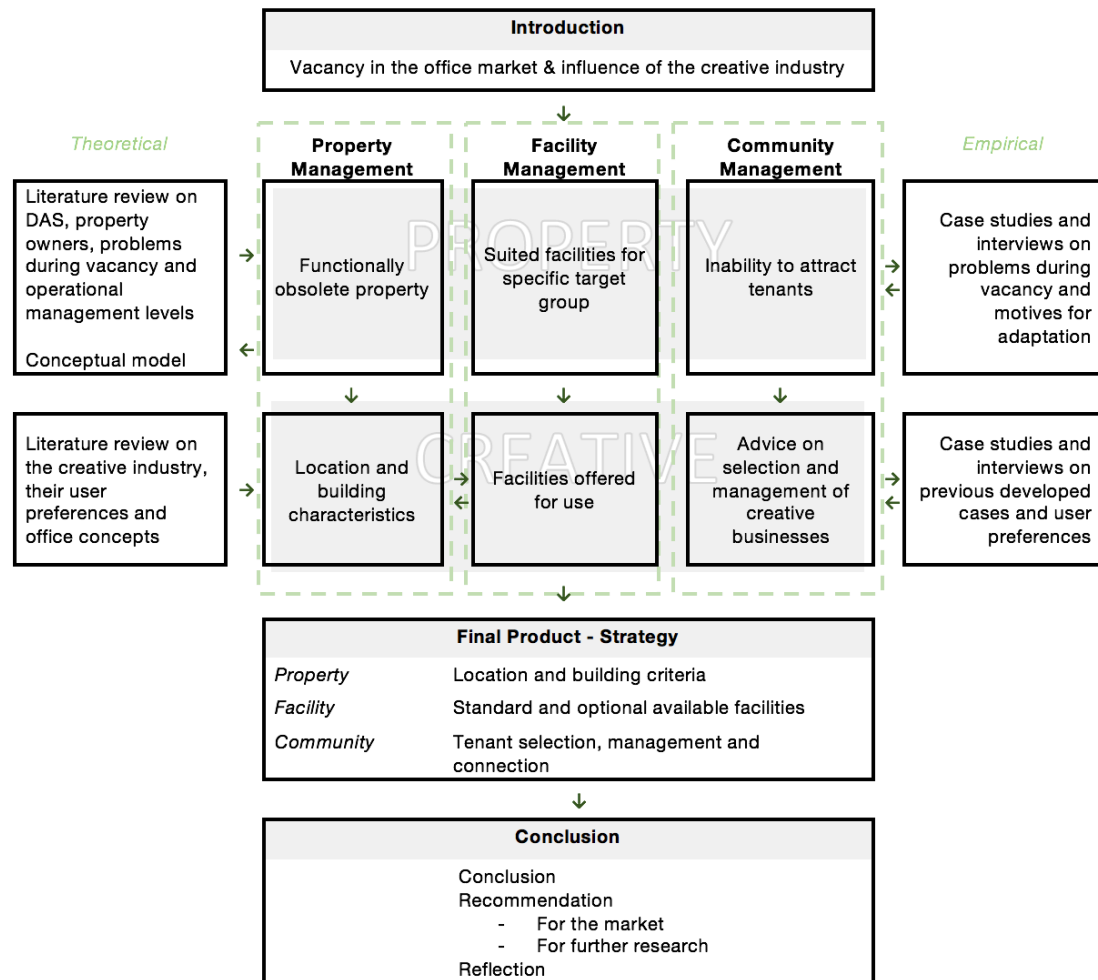 Introduction
Vacancy in the office market & influence of the creative industry
Theoretical
Property
Management
Facility
Management
Community
Management
Empirical
Literature review on
DAS, property
owners, problems
during vacancy and
operational
management levels
Conceptual model
PROPERTY
Functionally
obsolete property
Suited facilities for
specific target
group
Inability to attract
tenants
Case studies and
interviews on
problems during
vacancy and
motives for
adaptation
Literature review on
the creative industry,
their user
preferences and
office concepts
CREATIVE
Location and
building
characteristics
Facilities offered
for use
Advice on
selection and
management of
creative
businesses
Case studies and
interviews on
previous developed
cases and user
preferences
Final Product - Strategy
Property Location and building criteria
Facility Standard and optional available facilities
Community Tenant selection, management and
connection
Conclusion
Conclusion
Recommendation
- For the market
- For further research
Reflection